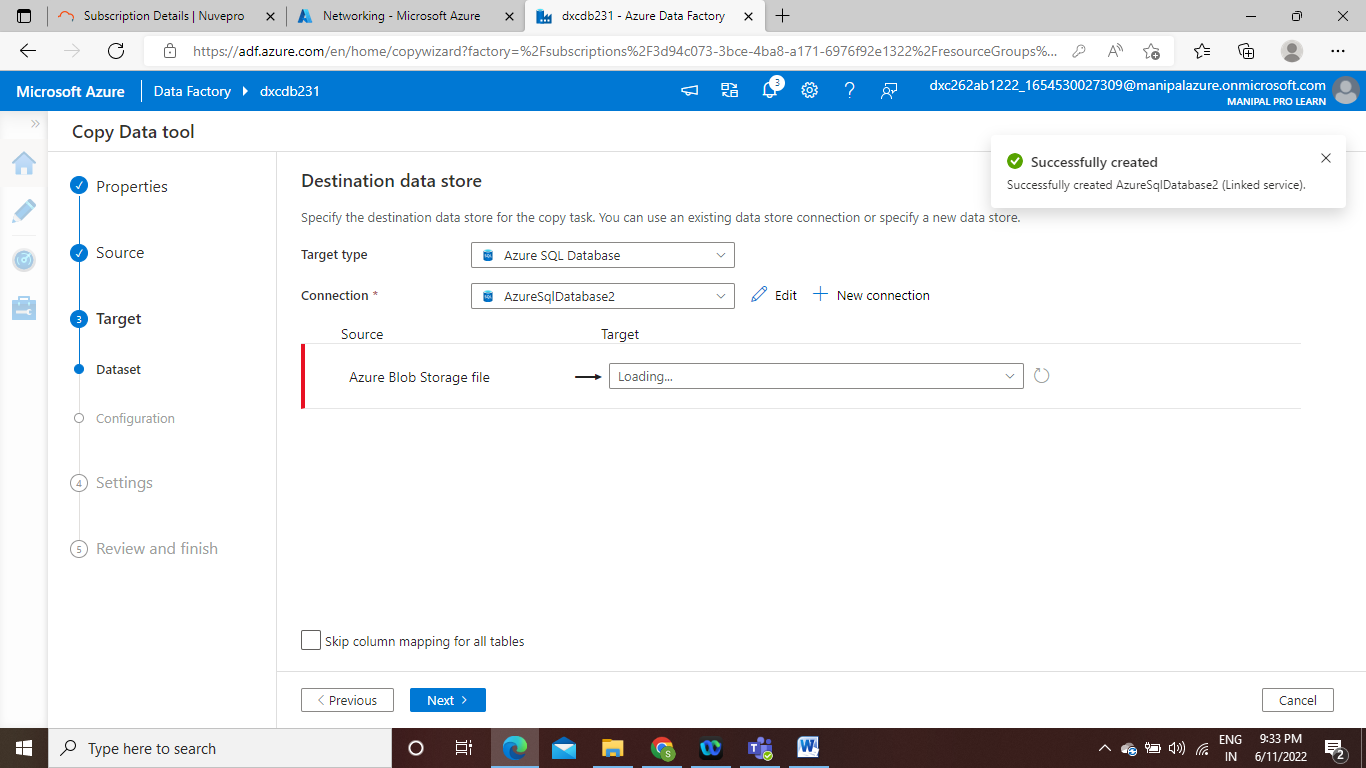 Subscription Details | Nuvepro
Networking - Microsoft Azure
dxcdb231 - Azure Data Factory
https://adf.azure.com/en/home/copywizard?factory=%2Fsubscriptions%2F3d94c073-3bce-4ba8-a171-6976f92e1322%2FresourceGroups%...
Microsoft Azure
Data Factory
dxcdb231
3
dxc262ab1222_1654530027309@manipalazure.onmicrosoft.com
MANIPAL PRO LEARN
Copy Data tool
Successfully created
Successfully created AzureSqlDatabase2 (Linked service).
Properties
Source
3 Target
Dataset
Configuration
4 Settings
5 Review and finish
Destination data store
Specify the destination data store for the copy task. You can use an existing data store connection or specify a new data store.
Target type
SQL Azure SQL Database
Connection *
SQL AzureSqlDatabase2
Edit
New connection
Source
Target
Azure Blob Storage file
Loading...
Skip column mapping for all tables
< Previous
Next >
Cancel
Type here to search
ENG
IN
9:33 PM
6/11/2022
2